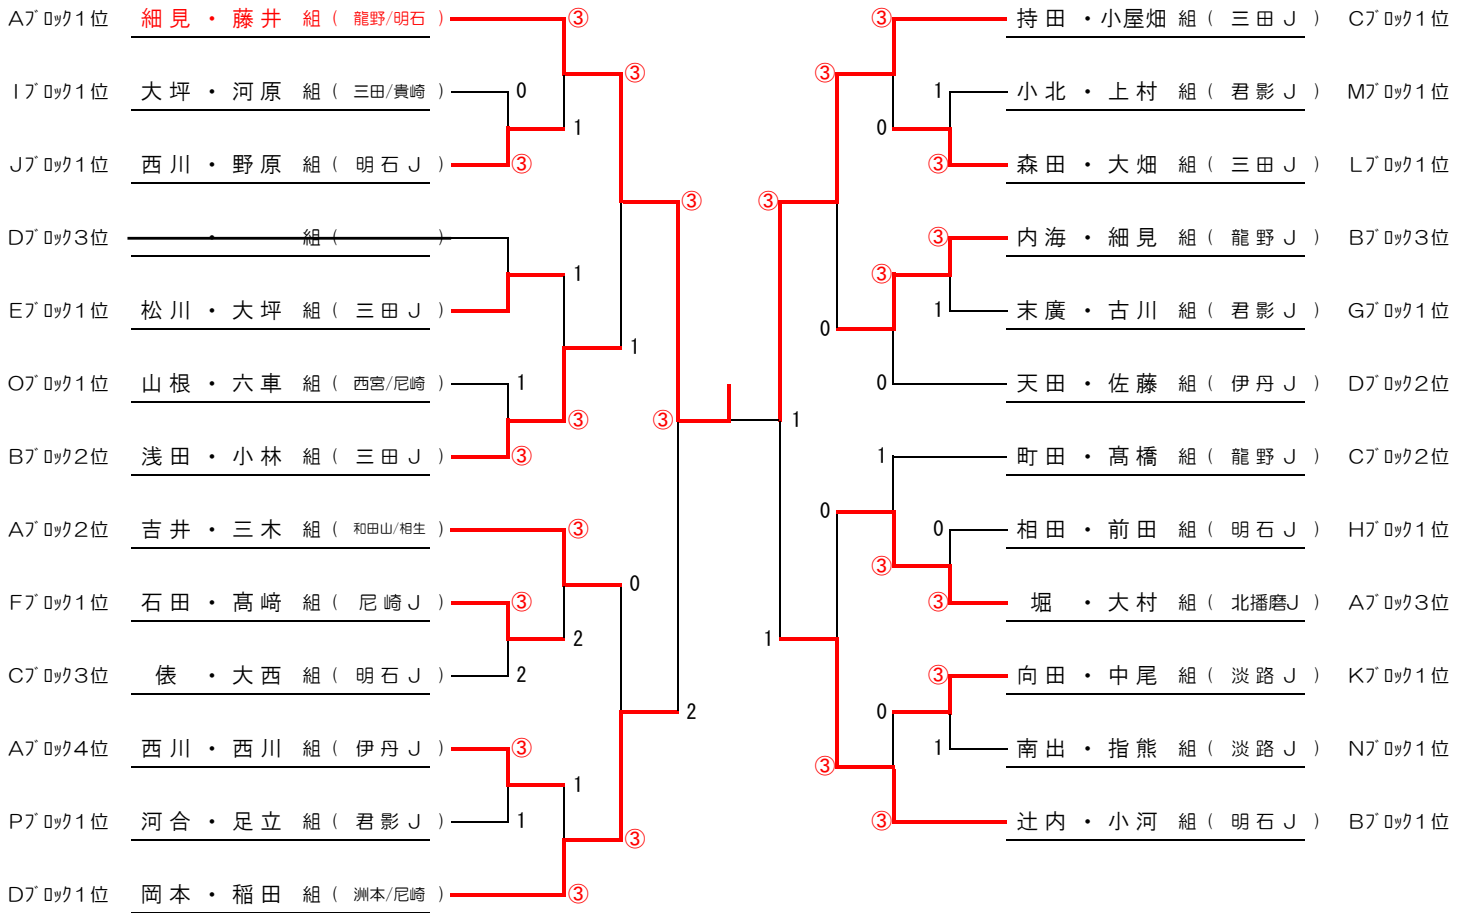 Aブロック1位 細見・藤井 組( 龍野/明石 ) ③ ③ 持田・小屋畑 組( 三田J ) Cブロック1位
③ ③
Iブロック1位 大坪・河原 組( 三田/貴崎 ) 0 1 小北・上村 組( 君影J ) Mブロック1位
1 0
Jブロック1位 西川・野原 組( 明石J ) ③ ③ 森田・大畑 組( 三田J ) Lブロック1位
③ ③
Dブロック3位 ・ 組( ) ③ 内海・細見 組( 龍野J ) Bブロック3位
1 ③
Eブロック1位 松川・大坪 組( 三田J ) 1 末廣・古川 組( 君影J ) Gブロック1位
1 0
Oブロック1位 山根・六車 組( 西宮/尼崎 ) 1 0 天田・佐藤 組( 伊丹J ) Dブロック2位
③ ③ 1
Bブロック2位 浅田・小林 組( 三田J ) ③ 1 町田・髙橋 組( 龍野J ) Cブロック2位
0
Aブロック2位 吉井・三木 組( 和田山/相生 ) ③ 0 相田・前田 組( 明石J ) Hブロック1位
0 ③
Fブロック1位 石田・髙﨑 組( 尼崎J ) ③ ③ 堀・大村 組( 北播磨J ) Aブロック3位
2 1
Cブロック3位 俵・大西 組( 明石J ) 2 ③ 向田・中尾 組( 淡路J ) Kブロック1位
2 0
Aブロック4位 西川・西川 組( 伊丹J ) ③ 1 南出・指熊 組( 淡路J ) Nブロック1位
1 ③
Pブロック1位 河合・足立 組( 君影J ) 1 ③ 辻内・小河 組( 明石J ) Bブロック1位
③
Dブロック1位 岡本・稲田 組( 洲本/尼崎 ) ③